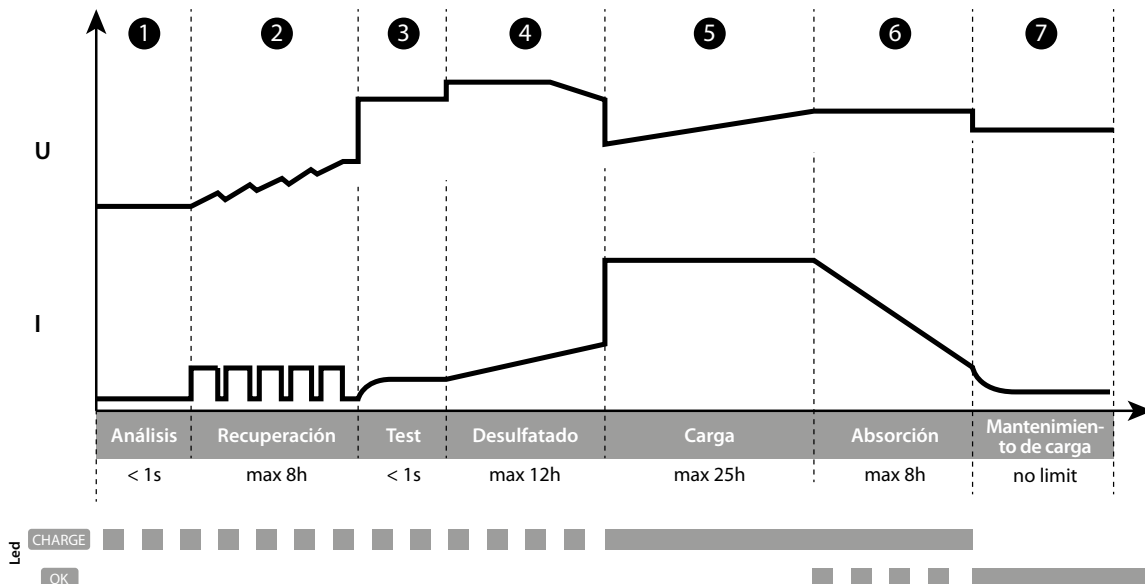 1 2 3 4 5 6 7
U
I
Análisis Recuperación Test Desulfatado Carga Absorción Mantenimien-
to de carga
< 1s max 8h < 1s max 12h max 25h max 8h no limit
Led
CHARGE
OK